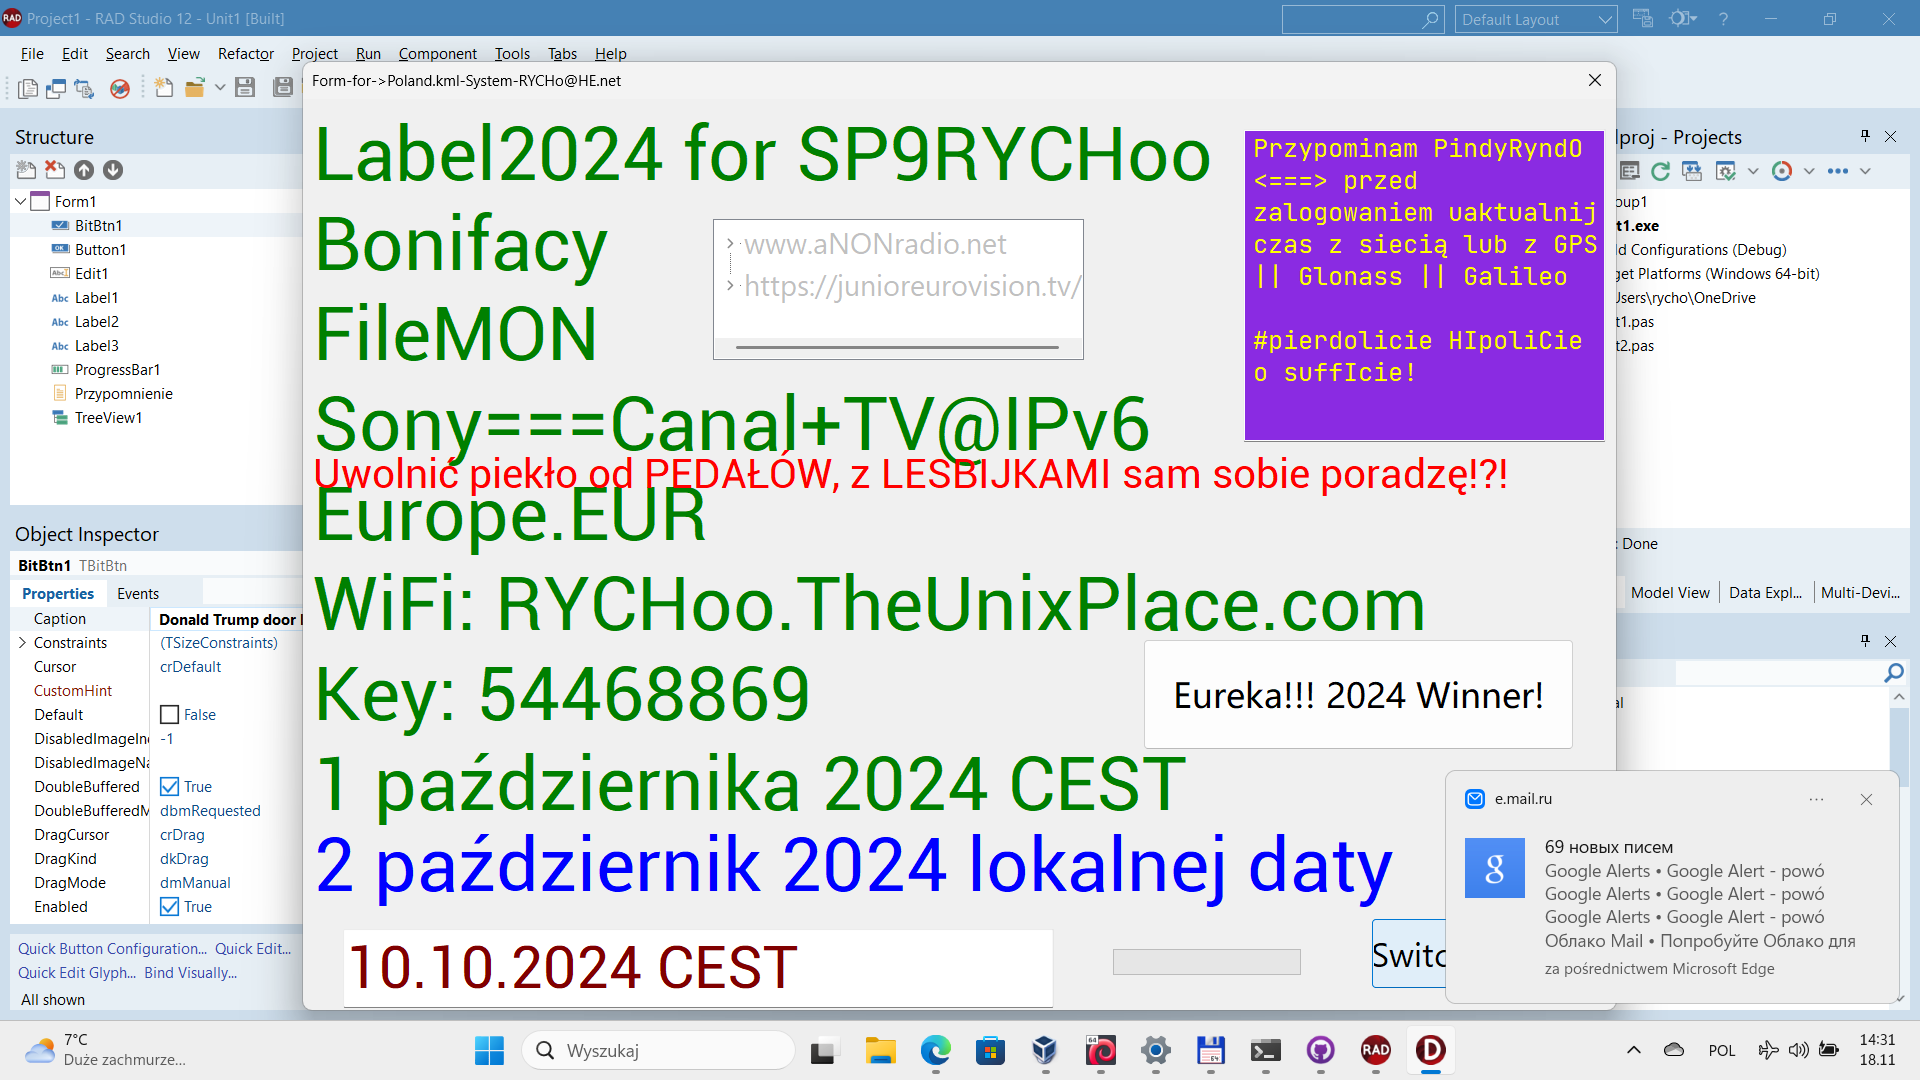 Project1 - RAD Studio 12 - Unit1 [Built]
Default Layout
File Edit Search View Refactor Project Run Component Tools Tabs Help
Form-for->Poland.kml-System-RYCHo@HE.net
Structure
Form1
BitBtn1
Button1
Edit1
Label1
Label2
Label3
ProgressBar1
Przypomnienie
TreeView1
Object Inspector
BitBtn1 TBitBtn
Properties Events
Caption Donald Trump door
Constraints (TSizeConstraints)
Cursor crDefault
CustomHint
Default False
DisabledImageIn -1
DisabledImageNa
DoubleBuffered True
DoubleBufferedM dbmRequested
DragCursor crDrag
DragKind dkDrag
DragMode dmManual
Enabled True
Quick Button Configuration... Quick Edit...
Quick Edit Glyph... Bind Visually...
All shown
Label2024 for SP9RYCHoo
Bonifacy
FileMON
Sony===Canal+TV@IPv6
Uwolnić piekło od PEDAŁÓW, z LESBIJKAMI sam sobie poradzę!?!
Europe.EUR
WiFi: RYCHoo.TheUnixPlace.com
Key: 54468869
1 października 2024 CEST
2 październik 2024 lokalnej daty
10.10.2024 CEST
www.aNONradio.net
https://junioreurovision.tv/
Przypominam PindyRyndO
<===> przed
zalogowaniem uaktualnij
czas z siecią lub z GPS
|| Glonass || Galileo
#pierdolicie HIpoliCie
o suffIcie!
Eureka!!! 2024 Winner!
Switc
lproj - Projects
oup1
t1.exe
ld Configurations (Debug)
get Platforms (Windows 64-bit)
sers\rycho\OneDrive
t1.pas
t2.pas
: Done
Model View Data Expl... Multi-Devi...
al
e.mail.ru
69 новых писем
Google Alerts • Google Alert - powó
Google Alerts • Google Alert - powó
Google Alerts • Google Alert - powó
Облако Mail • Попробуйте Облако для
za pośrednictwem Microsoft Edge
7°C
Duże zachmurze...
Wyszukaj
POL
14:31
18.11